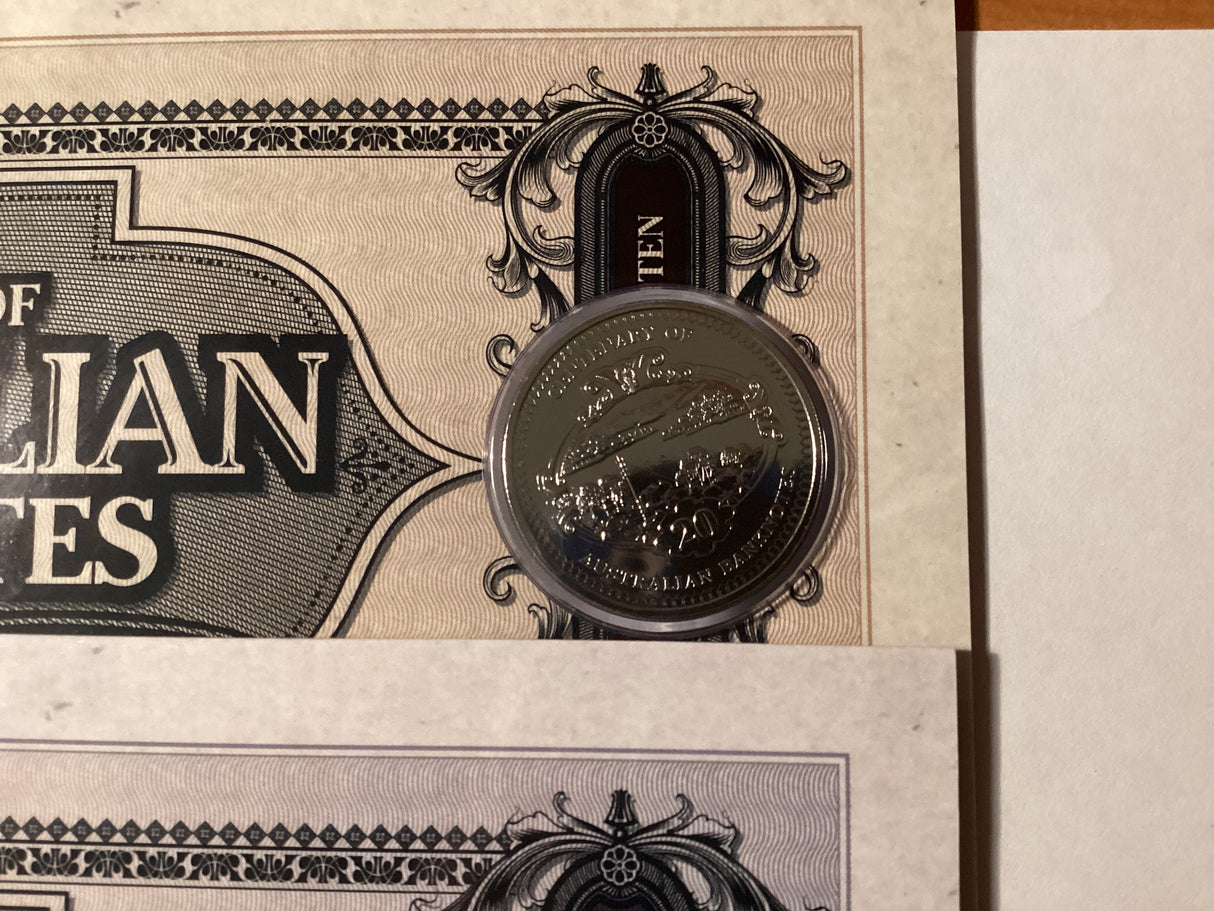 TEN
OF
LIAN
TES
CENTENARY OF
20
AUSTRALIAN BANKNOTES